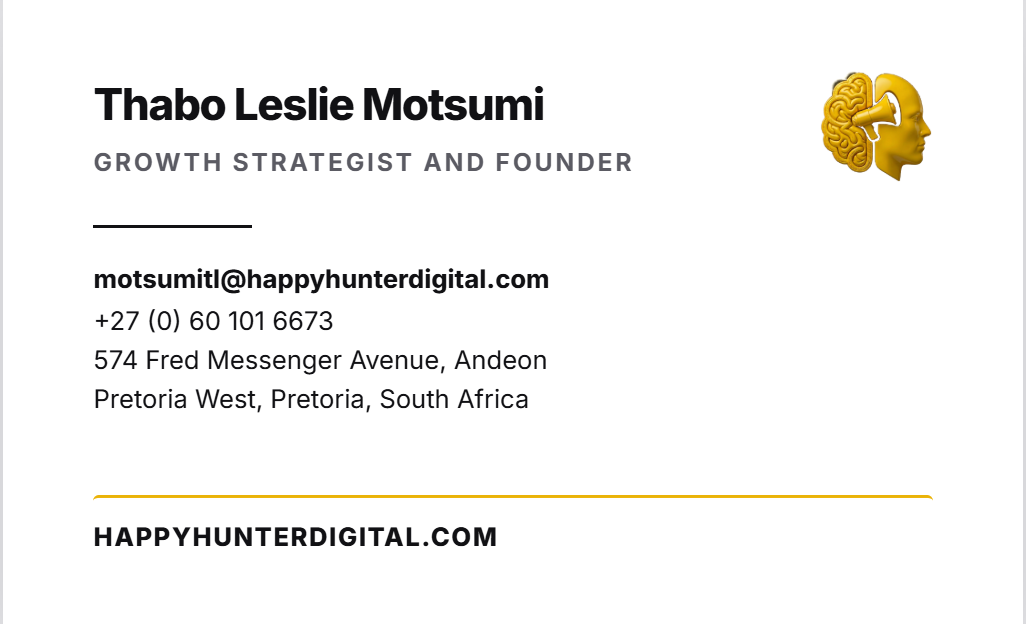 Thabo Leslie Motsumi
GROWTH STRATEGIST AND FOUNDER
motsumitl@happyhunterdigital.com
+27 (0) 60 101 6673
574 Fred Messenger Avenue, Andeon
Pretoria West, Pretoria, South Africa
HAPPYHUNTERDIGITAL.COM